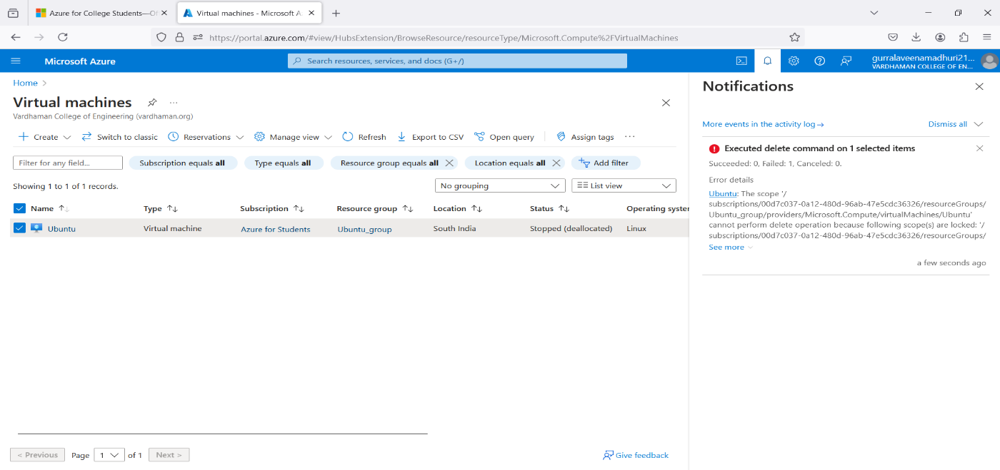 Azure for College Students—Of
Virtual machines - Microsoft A
https://portal.azure.com/#view/HubsExtension/BrowseResource/resourceType/Microsoft.Compute%2FVirtualMachines
Microsoft Azure
Search resources, services, and docs (G+/)
gurralaveenamadhuri21...
VARDHAMAN COLLEGE OF EN...
Home >
Virtual machines ...
Vardhaman College of Engineering (vardhaman.org)
Create Switch to classic Reservations Manage view Refresh Export to CSV Open query Assign tags ...
Filter for any field... Subscription equals all Type equals all Resource group equals all Location equals all Add filter
Showing 1 to 1 of 1 records. No grouping List view
Name Type Subscription Resource group Location Status Operating system
Ubuntu Virtual machine Azure for Students Ubuntu_group South India Stopped (deallocated) Linux
< Previous Page 1 of 1 Next >
Give feedback
Notifications
More events in the activity log → Dismiss all
Executed delete command on 1 selected items
Succeeded: 0, Failed: 1, Canceled: 0.
Error details
Ubuntu: The scope '/
subscriptions/00d7c037-0a12-480d-96ab-47e5cdc36326/resourceGroups/
Ubuntu_group/providers/Microsoft.Compute/virtualMachines/Ubuntu'
cannot perform delete operation because following scope(s) are locked: '/
subscriptions/00d7c037-0a12-480d-96ab-47e5cdc36326/resourceGroups/
See more
a few seconds ago